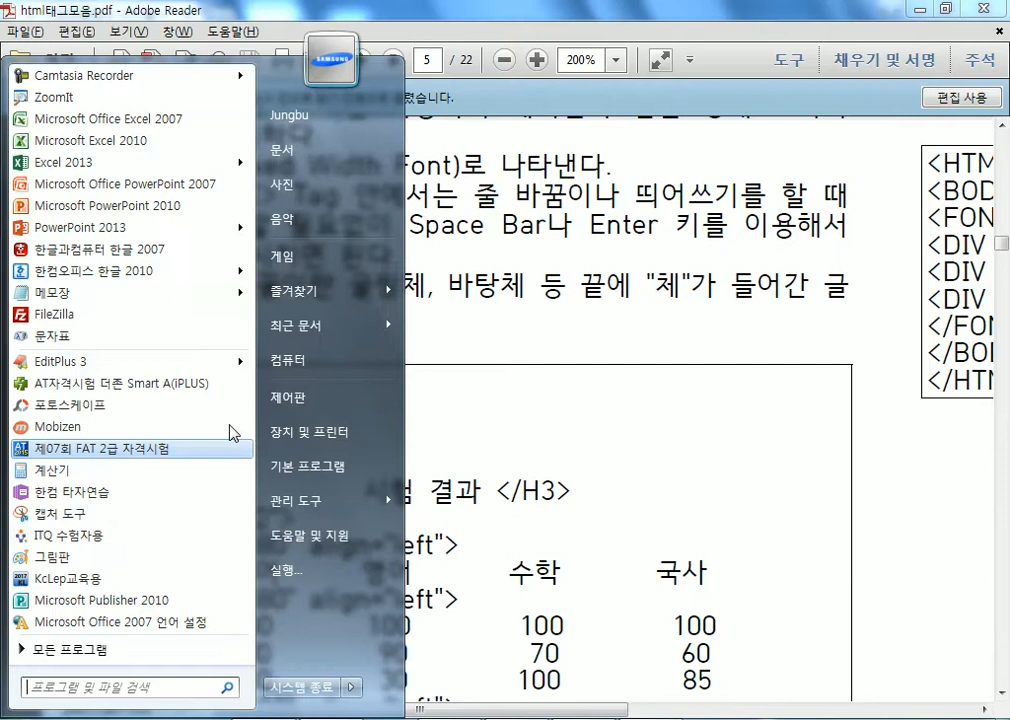 html태그모음.pdf - Adobe Reader
파일(F) 편집(E) 보기(V) 창(W) 도움말(H)
5 / 22 200% 도구 채우기 및 서명 주석
편집 사용
SAMSUNG
Camtasia Recorder
ZoomIt
Microsoft Office Excel 2007
Microsoft Excel 2010
Excel 2013
Microsoft Office PowerPoint 2007
Microsoft PowerPoint 2010
PowerPoint 2013
한글과컴퓨터 한글 2007
한컴오피스 한글 2010
메모장
FileZilla
문자표
EditPlus 3
AT자격시험 더존 Smart A(iPLUS)
포토스케이프
Mobizen
제07회 FAT 2급 자격시험
계산기
한컴 타자연습
캡처 도구
ITQ 수험자용
그림판
KcLep교육용
Microsoft Publisher 2010
Microsoft Office 2007 언어 설정
모든 프로그램
프로그램 및 파일 검색
Jungbu
문서
사진
음악
게임
즐겨찾기
최근 문서
컴퓨터
제어판
장치 및 프린터
기본 프로그램
관리 도구
도움말 및 지원
실행...
시스템 종료
Width Font)로 나타낸다.
Tag 안에서는 줄 바꿈이나 띄어쓰기를 할 때
Space Bar나 Enter 키를 이용해서
체, 바탕체 등 끝에 "체"가 들어간 글
결과 </H3>
align="left">
수학 국사
align="left">
100 100
70 60
100 85
<HTM
<BOD
<FON
<DIV
<DIV
<DIV
</FON
</BOD
</HTM